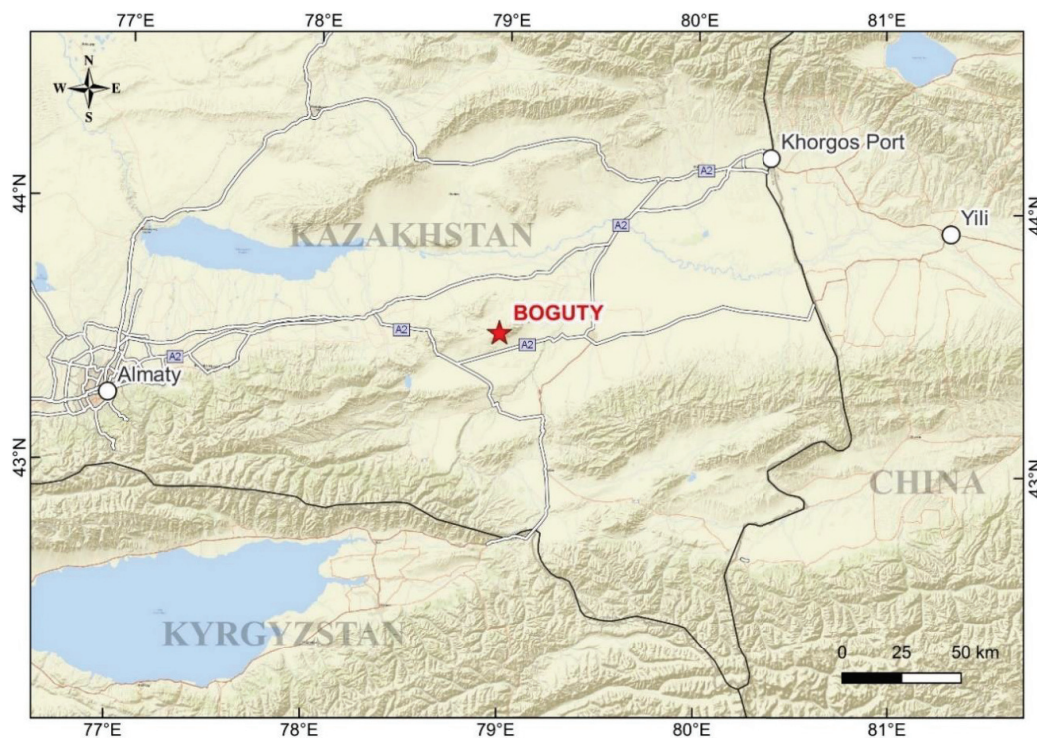 77°E 78°E 79°E 80°E 81°E
N
W E
S
Khorgos Port
A2
44°N 44°N
Yili
A2
KAZAKHSTAN
BOGUTY
A2
A2
A2
Almaty
43°N 43°N
CHINA
KYRGYZSTAN
0 25 50 km
77°E 78°E 79°E 80°E 81°E